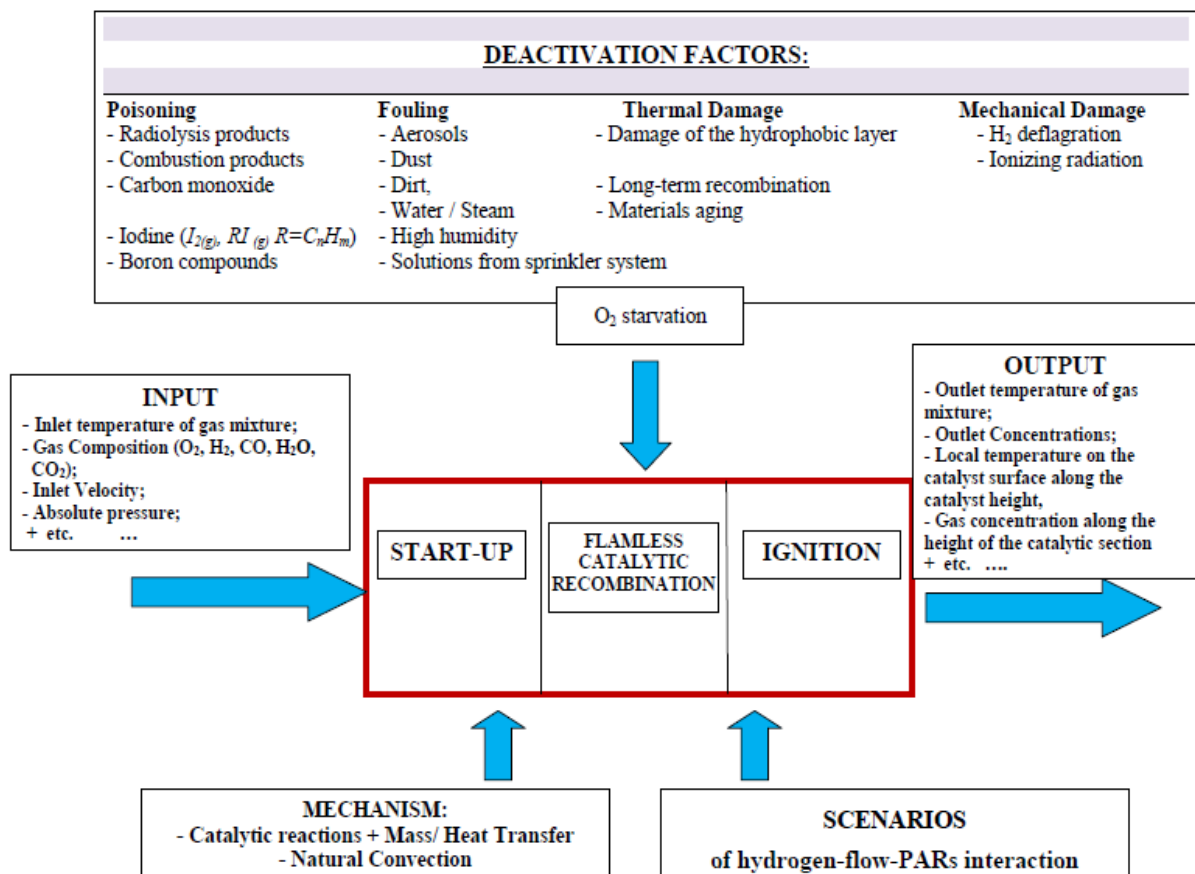 DEACTIVATION FACTORS:
Poisoning
- Radiolysis products
- Combustion products
- Carbon monoxide
- Iodine (I2(g), RI (g) R=CnHm)
- Boron compounds
Fouling
- Aerosols
- Dust
- Dirt,
- Water / Steam
- High humidity
- Solutions from sprinkler system
Thermal Damage
- Damage of the hydrophobic layer
- Long-term recombination
- Materials aging
Mechanical Damage
- H2 deflagration
- Ionizing radiation
O2 starvation
INPUT
- Inlet temperature of gas mixture;
- Gas Composition (O2, H2, CO, H2O,
CO2);
- Inlet Velocity;
- Absolute pressure;
+ etc. ...
START-UP
FLAMLESS
CATALYTIC
RECOMBINATION
IGNITION
OUTPUT
- Outlet temperature of gas
mixture;
- Outlet Concentrations;
- Local temperature on the
catalyst surface along the
catalyst height,
- Gas concentration along the
height of the catalytic section
+ etc. ....
MECHANISM:
- Catalytic reactions + Mass/ Heat Transfer
- Natural Convection
SCENARIOS
of hydrogen-flow-PARs interaction